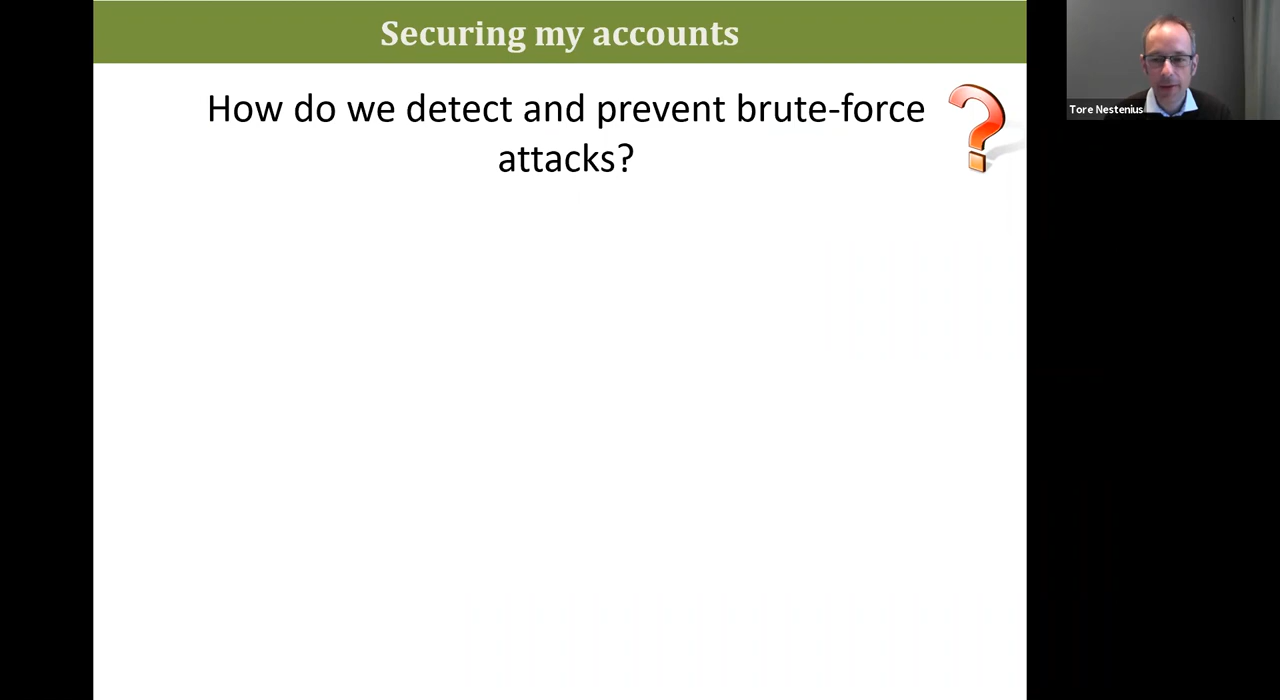 Securing my accounts
How do we detect and prevent brute-force
attacks?
Tore Nestenius